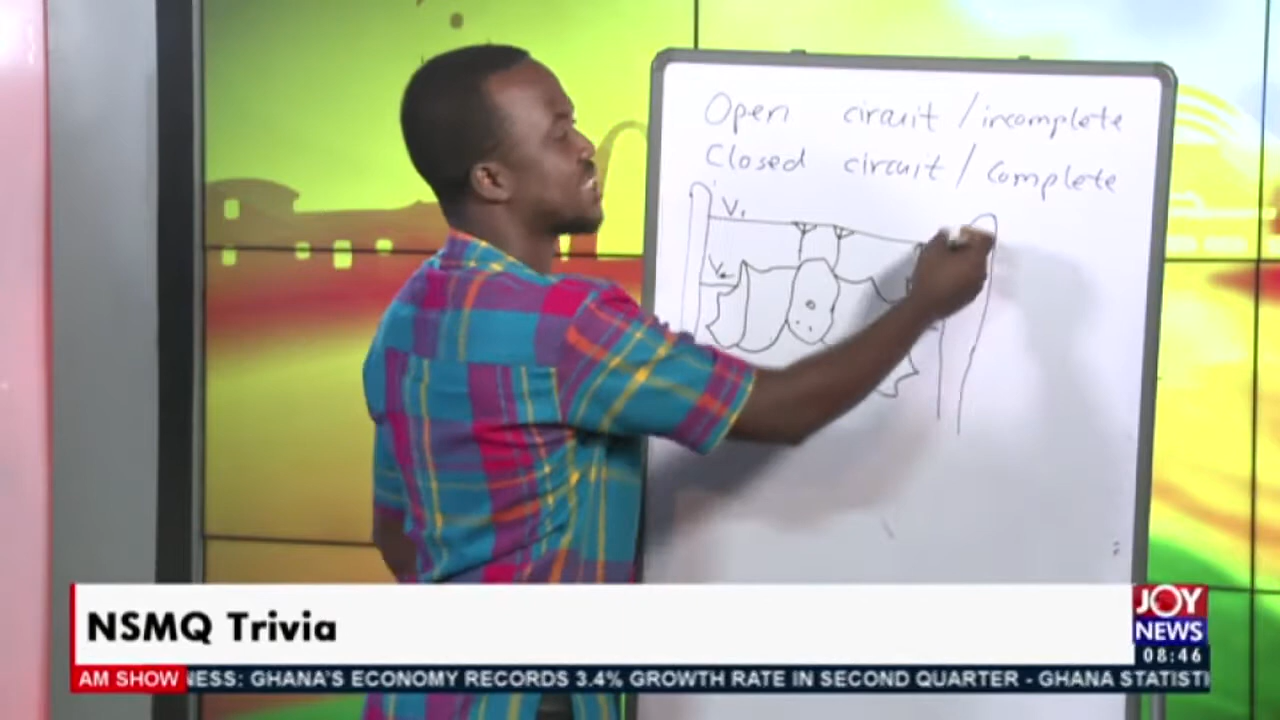 Open circuit / incomplete
Closed circuit / complete
V₁
NSMQ Trivia
JOY
NEWS
08:46
AM SHOW
NESS: GHANA'S ECONOMY RECORDS 3.4% GROWTH RATE IN SECOND QUARTER - GHANA STATISTI